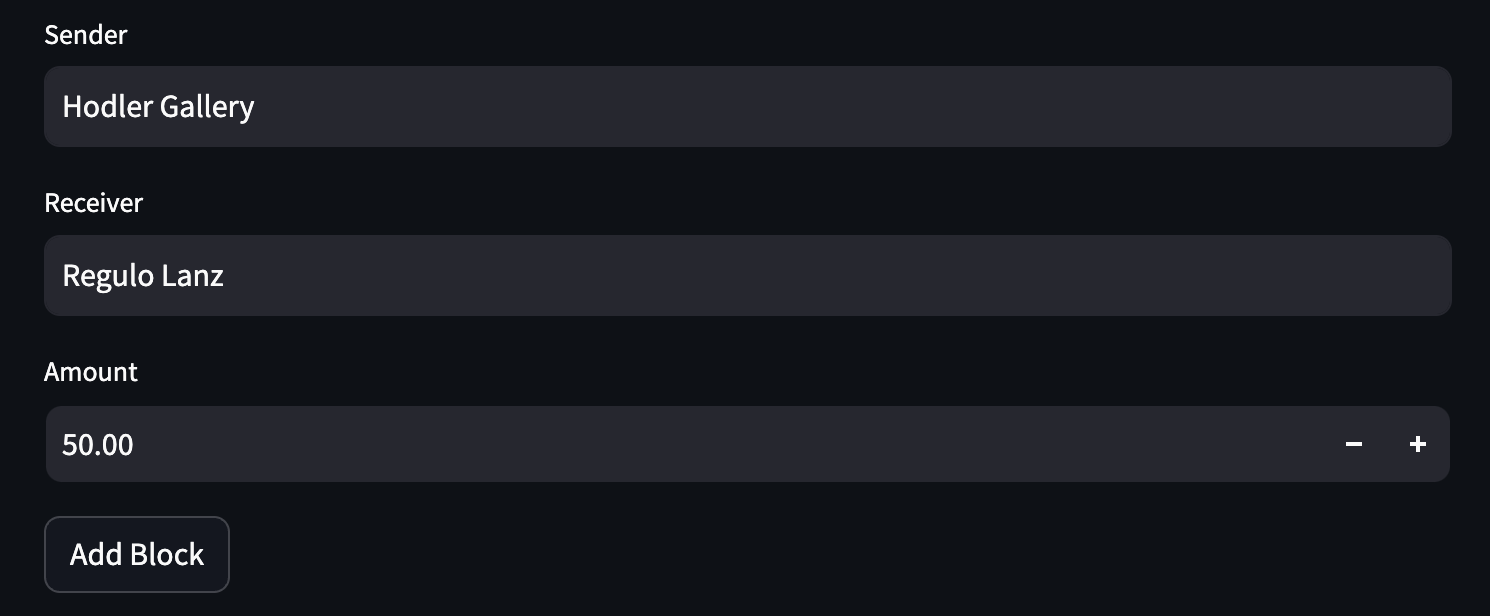 Sender
Hodler Gallery
Receiver
Regulo Lanz
Amount
50.00
Add Block